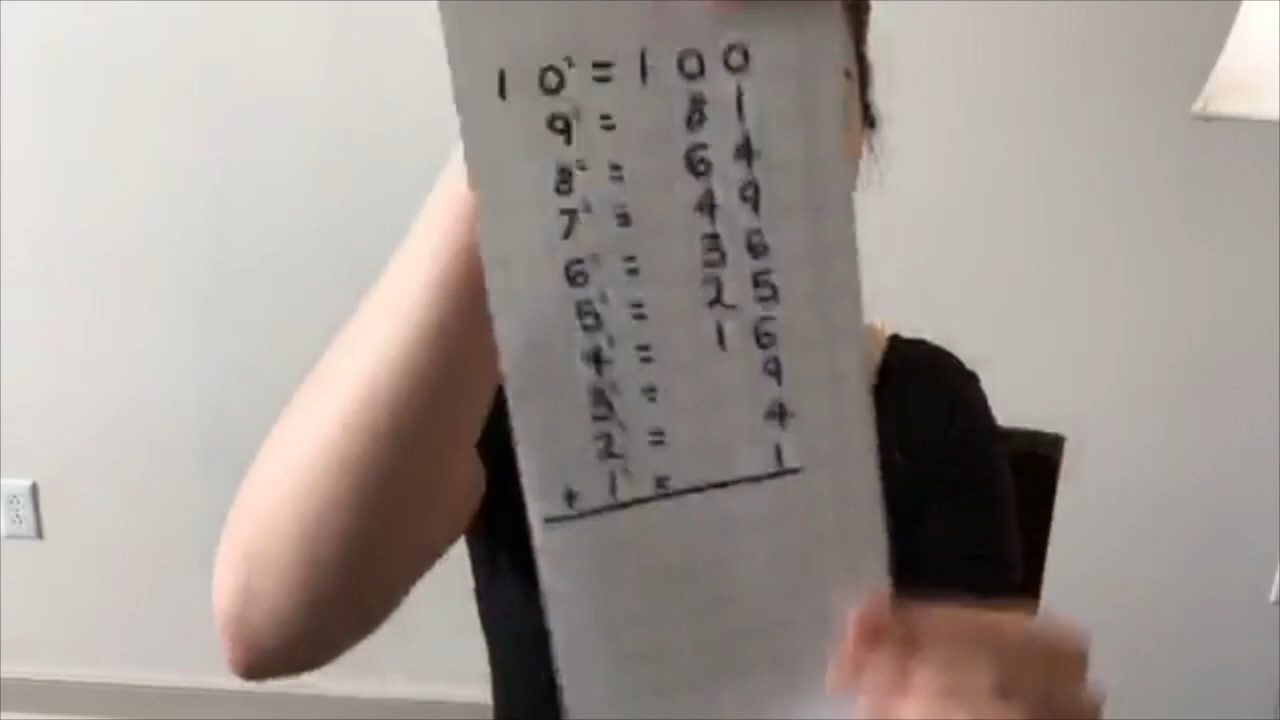 10² = 100
9² = 81
8² = 64
7² = 49
6² = 36
5² = 25
4² = 16
3² = 9
2² = 4
+ 1² = 1